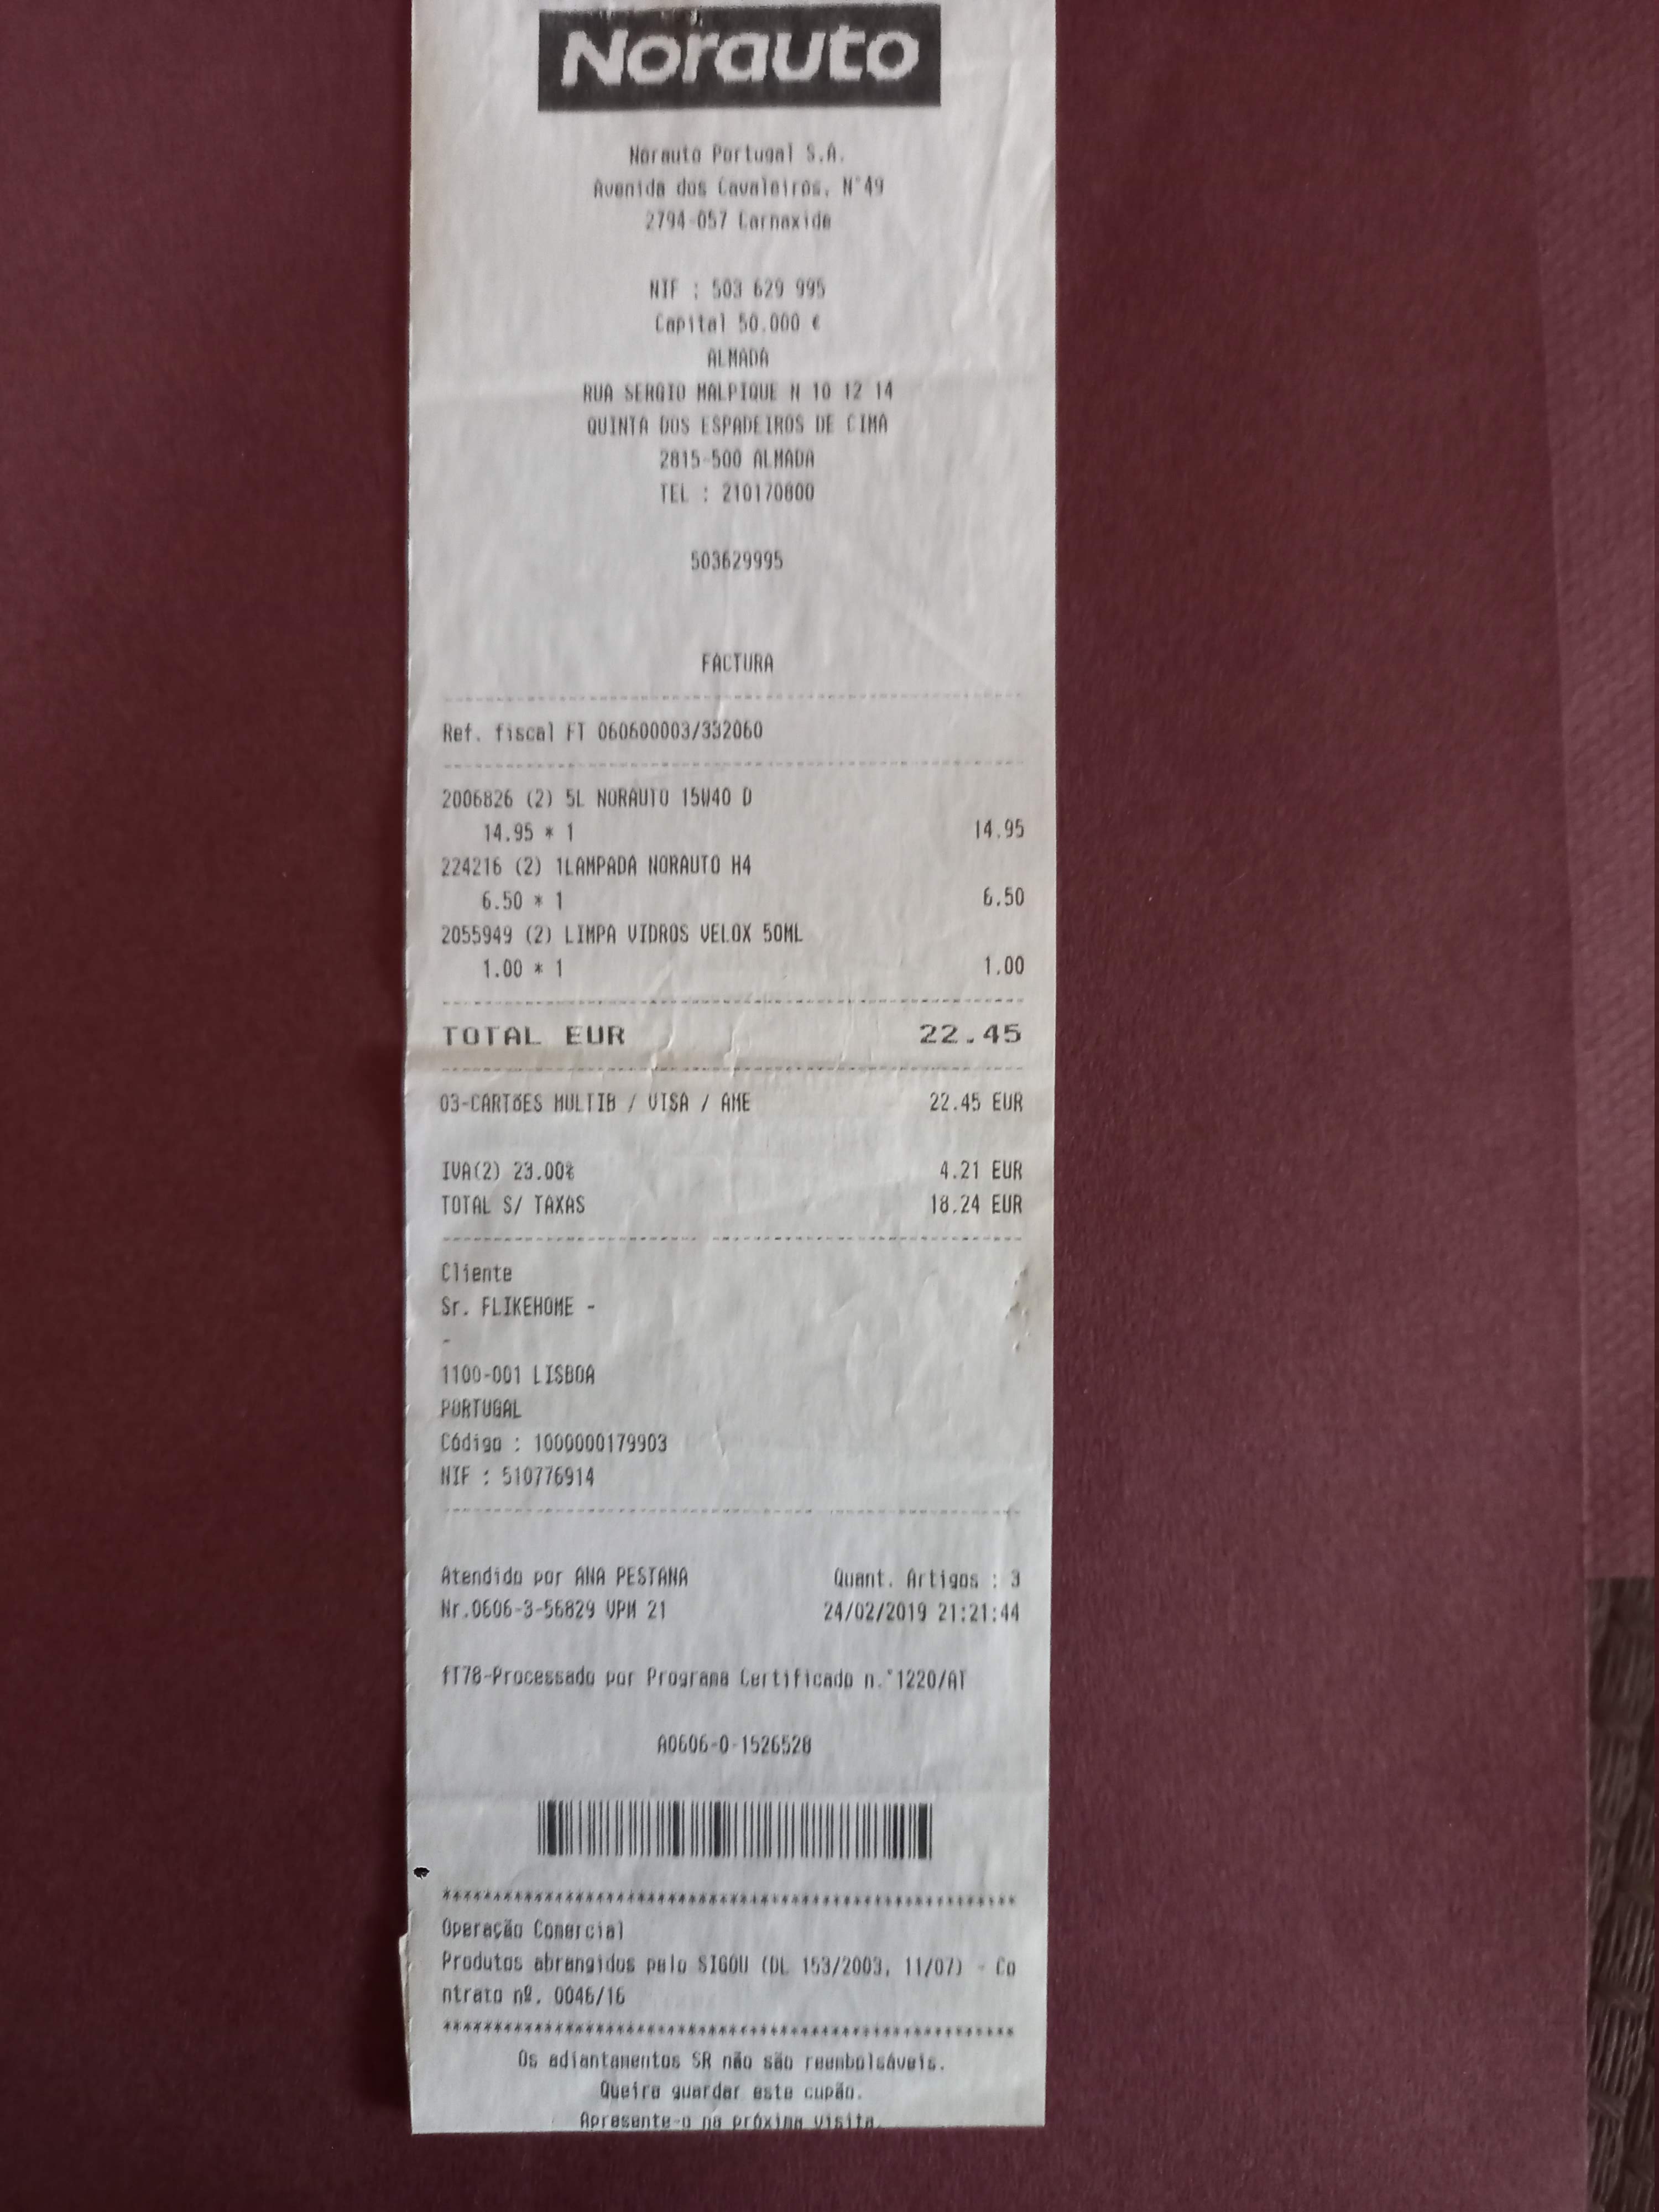 Norauto
Norauto Portugal S.A.
Avenida dos Cavaleiros, N°49
2794-057 Carnaxide
NIF : 503 629 995
Capital 50.000 €
ALMADA
RUA SERGIO MALPIQUE N 10 12 14
QUINTA DOS ESPADEIROS DE CIMA
2815-500 ALMADA
TEL : 210170800
503629995
FACTURA
Ref. fiscal FT 060600003/332060
2006826 (2) 5L NORAUTO 15W40 D
14.95 * 1 14.95
224216 (2) 1LAMPADA NORAUTO H4
6.50 * 1 6.50
2055949 (2) LIMPA VIDROS VELOX 50ML
1.00 * 1 1.00
TOTAL EUR 22.45
03-CARTõES MULTIB / VISA / AME 22.45 EUR
IVA(2) 23.00% 4.21 EUR
TOTAL S/ TAXAS 18.24 EUR
Cliente
Sr. FLIKEHOME -
-
1100-001 LISBOA
PORTUGAL
Código : 1000000179903
NIF : 510776914
Atendido por ANA PESTANA Quant. Artigos : 3
Nr.0606-3-56829 VPM 21 24/02/2019 21:21:44
fT78-Processado por Programa Certificado n.°1220/AT
A0606-0-1526528
********************************************************
Operação Comercial
Produtos abrangidos pelo SIGOU (DL 153/2003, 11/07) - Co
ntrato nº. 0046/16
********************************************************
Os adiantamentos SR não são reembolsáveis.
Queira guardar este cupão.
Apresente-o na próxima visita.